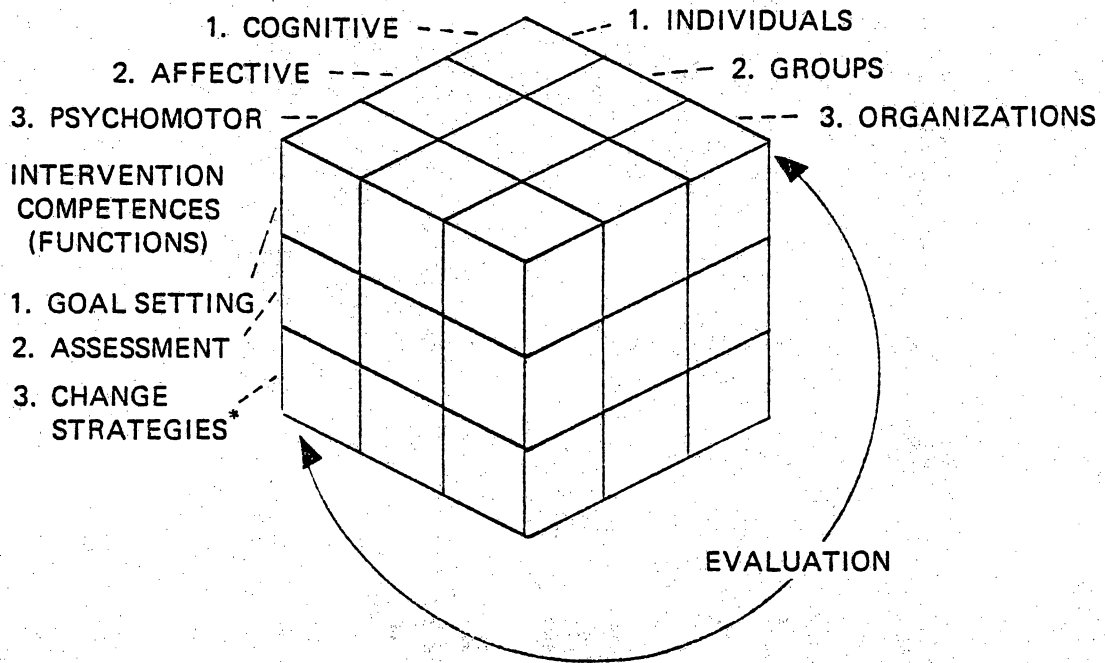 1. COGNITIVE
2. AFFECTIVE
3. PSYCHOMOTOR
1. INDIVIDUALS
2. GROUPS
3. ORGANIZATIONS
INTERVENTION
COMPETENCES
(FUNCTIONS)
1. GOAL SETTING
2. ASSESSMENT
3. CHANGE
STRATEGIES*
EVALUATION